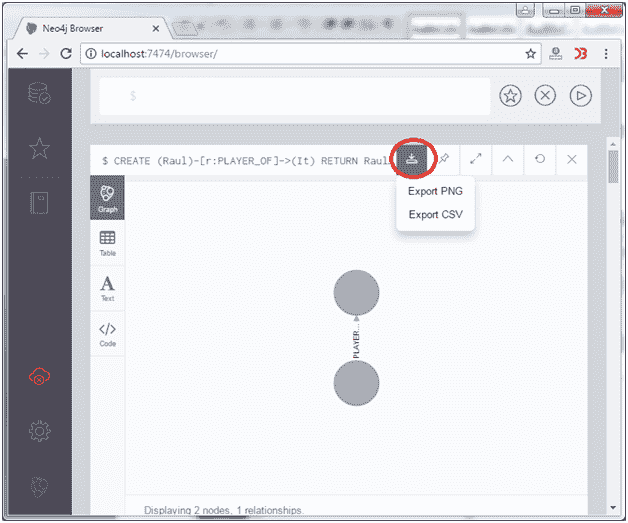 Neo4j Browser
localhost:7474/browser/
$
$ CREATE (Raul)-[r:PLAYER_OF]->(It) RETURN Raul
Export PNG
Export CSV
Graph
Table
A
Text
</>
Code
PLAYER...
Displaying 2 nodes, 1 relationships.